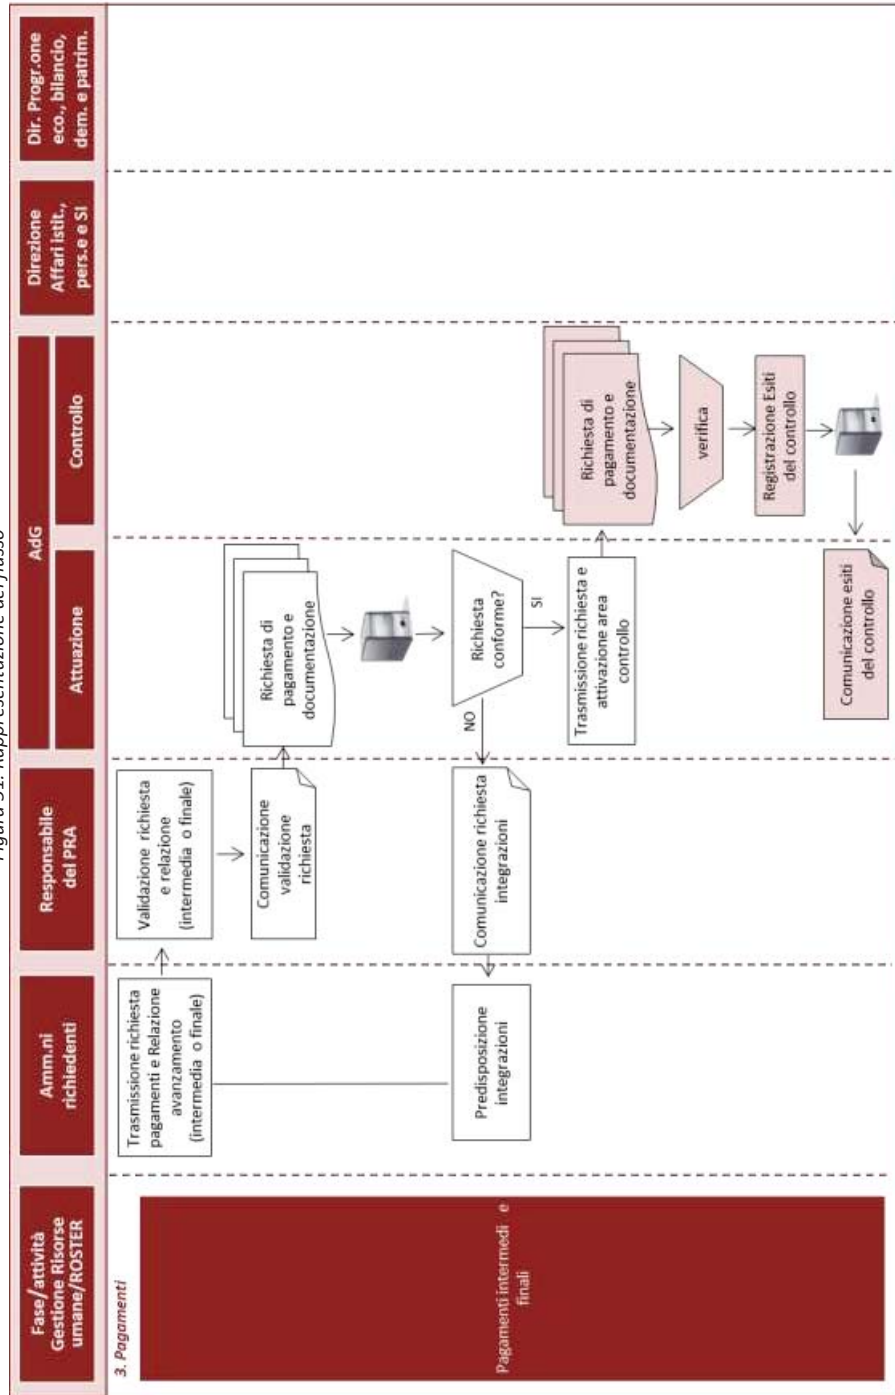 Figura Rappresentazione del flusso
Fase/attività
Gestione Risorse
umane/ROSTER
Amm.ni
richiedenti
Responsabile
del PRA
AdG
Attuazione
Controllo
Direzione
Affari istit.,
pers.e e SI
Dir. Progr.one
eco., bilancio,
dem. e patrim.
3. Pagamenti
Pagamenti intermedi e
finali
Trasmissione richiesta
pagamenti e Relazione
avanzamento
(intermedia o finale)
Validazione richiesta
e relazione
(intermedia o finale)
Comunicazione
validazione
richiesta
Richiesta di
pagamento e
documentazione
Richiesta
conforme?
NO
SI
Comunicazione richiesta
integrazioni
Predisposizione
integrazioni
Trasmissione richiesta e
attivazione area
controllo
Richiesta di
pagamento e
documentazione
verifica
Registrazione Esiti
del controllo
Comunicazione esiti
del controllo